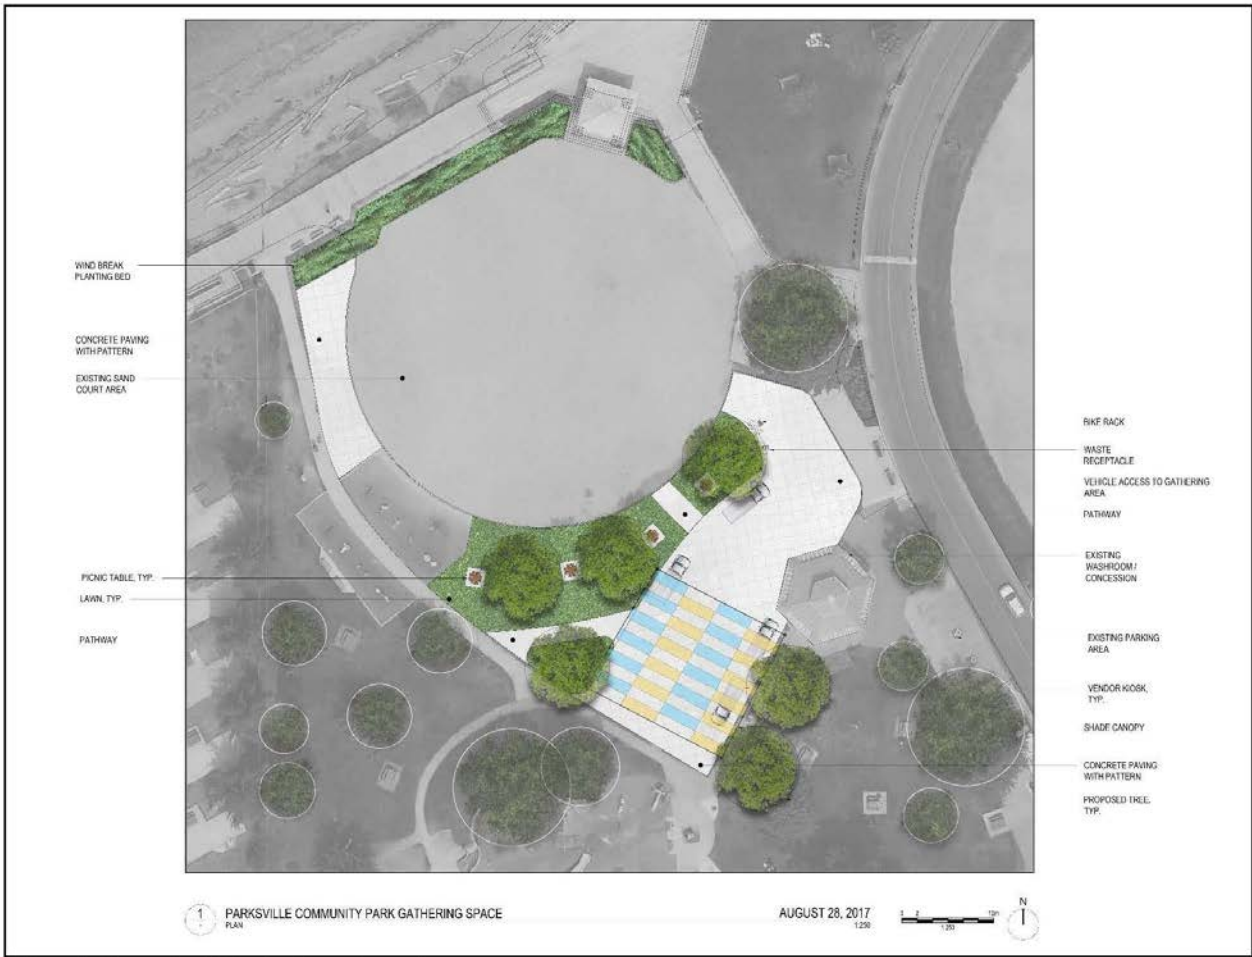 WIND BREAK
PLANTING BED
CONCRETE PAVING
WITH PATTERN
EXISTING SAND
COURT AREA
PICNIC TABLE, TYP.
LAWN, TYP.
PATHWAY
BIKE RACK
WASTE
RECEPTACLE
VEHICLE ACCESS TO GATHERING
AREA
PATHWAY
EXISTING
WASHROOM /
CONCESSION
EXISTING PARKING
AREA
VENDOR KIOSK,
TYP.
SHADE CANOPY
CONCRETE PAVING
WITH PATTERN
PROPOSED TREE,
TYP.
1 PARKSVILLE COMMUNITY PARK GATHERING SPACE
PLAN
AUGUST 28, 2017
1:250
10m
1:250
N